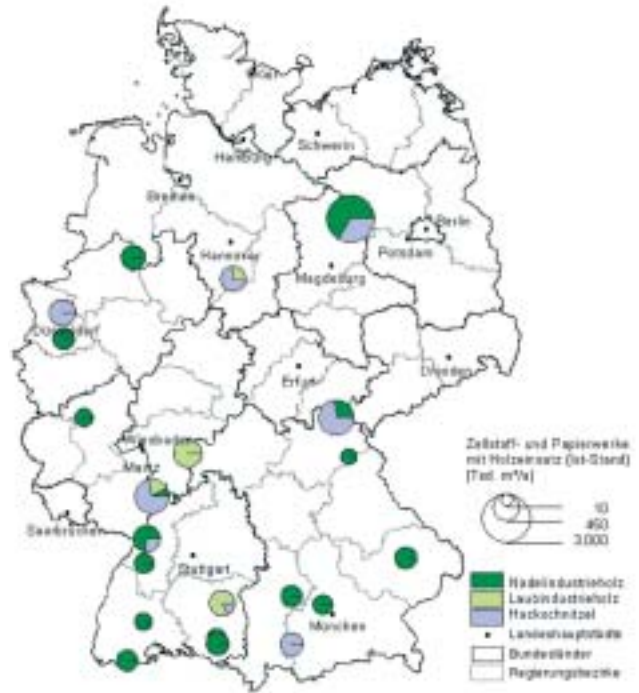 Kiel
Schwerin
Hamburg
Bremen
Berlin
Hannover
Potsdam
Magdeburg
Düsseldorf
Erfurt
Dresden
Wiesbaden
Mainz
Saarbrücken
Stuttgart
München
Zellstoff- und Papierwerke
mit Holzeinsatz (Ist-Stand)
(Tsd. m³/a)
10
450
3.000
Nadelindustrieholz
Laubindustrieholz
Hackschnitzel
Landeshauptstädte
Bundesländer
Regierungsbezirke